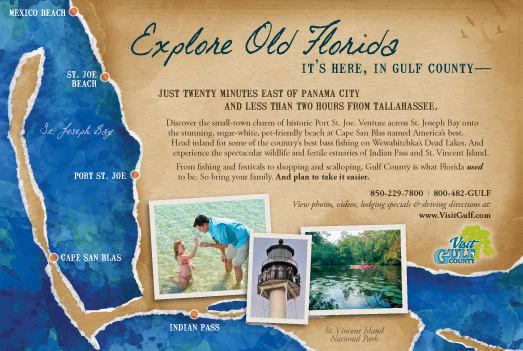 MEXICO BEACH
Explore Old Florida
IT'S HERE, IN GULF COUNTY—
ST. JOE
BEACH
JUST TWENTY MINUTES EAST OF PANAMA CITY
AND LESS THAN TWO HOURS FROM TALLAHASSEE.
St. Joseph Bay
Discover the small-town charm of historic Port St. Joe. Venture across St. Joseph Bay onto
the stunning, sugar-white, pet-friendly beach at Cape San Blas named America's best.
Head inland for some of the country's best bass fishing on Wewahitchka's Dead Lakes. And
experience the spectacular wildlife and fertile estuaries of Indian Pass and St. Vincent Island.
PORT ST. JOE
From fishing and festivals to shopping and scalloping, Gulf County is what Florida used
to be. So bring your family. And plan to take it easier.
850-229-7800 | 800-482-GULF
View photos, videos, lodging specials & driving directions at:
www.VisitGulf.com
Visit
GULF
COUNTY
CAPE SAN BLAS
INDIAN PASS
St. Vincent Island
National Park